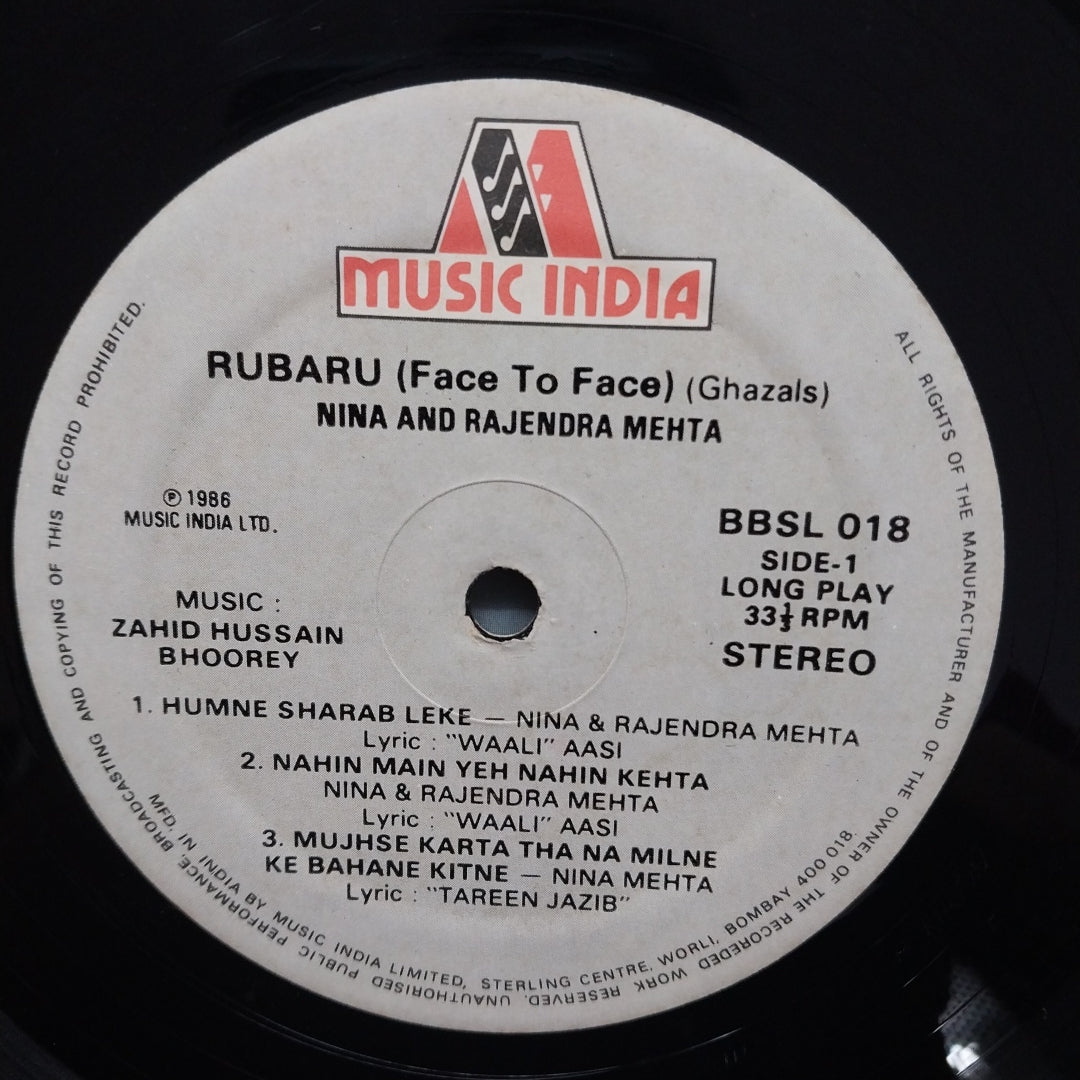 MUSIC INDIA
RUBARU (Face To Face) (Ghazals)
NINA AND RAJENDRA MEHTA
℗ 1986
MUSIC INDIA LTD.
MUSIC :
ZAHID HUSSAIN
BHOOREY
BBSL 018
SIDE-1
LONG PLAY
33⅓ RPM
STEREO
1. HUMNE SHARAB LEKE — NINA & RAJENDRA MEHTA
Lyric : "WAALI" AASI
2. NAHIN MAIN YEH NAHIN KEHTA
NINA & RAJENDRA MEHTA
Lyric : "WAALI" AASI
3. MUJHSE KARTA THA NA MILNE
KE BAHANE KITNE — NINA MEHTA
Lyric : "TAREEN JAZIB"
MFD. IN INDIA BY MUSIC INDIA LIMITED, STERLING CENTRE, WORLI, BOMBAY 400 018.
ALL RIGHTS OF THE MANUFACTURER AND OF THE OWNER OF THE RECOREDED WORK RESERVED. UNAUTHORISED PUBLIC PERFORMANCE, BROADCASTING AND COPYING OF THIS RECORD PROHIBITED.